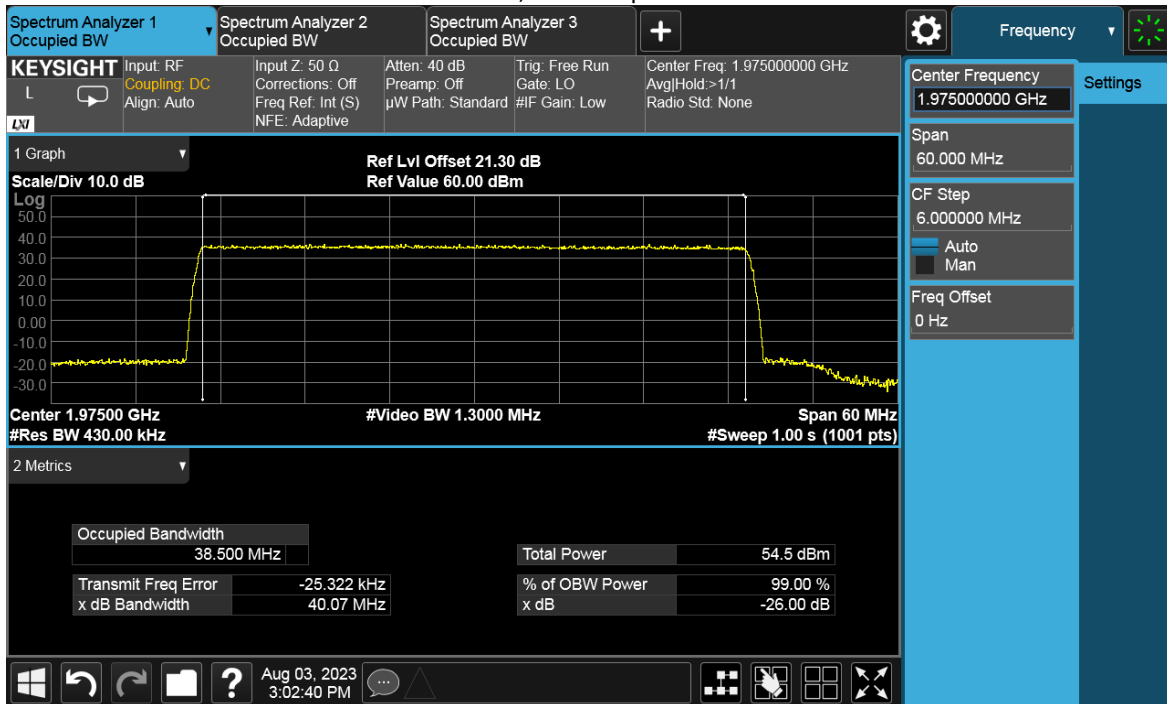 Spectrum Analyzer 1
Occupied BW
Spectrum Analyzer 2
Occupied BW
Spectrum Analyzer 3
Occupied BW
Frequency
KEYSIGHT
L
LXI
Input: RF
Coupling: DC
Align: Auto
Input Z: 50 Ω
Corrections: Off
Freq Ref: Int (S)
NFE: Adaptive
Atten: 40 dB
Preamp: Off
µW Path: Standard
Trig: Free Run
Gate: LO
#IF Gain: Low
Center Freq: 1.975000000 GHz
Avg|Hold:>1/1
Radio Std: None
Center Frequency
1.975000000 GHz
Settings
Span
60.000 MHz
CF Step
6.000000 MHz
Auto
Man
Freq Offset
0 Hz
1 Graph
Scale/Div 10.0 dB
Ref Lvl Offset 21.30 dB
Ref Value 60.00 dBm
Log
50.0
40.0
30.0
20.0
10.0
0.00
-10.0
-20.0
-30.0
Center 1.97500 GHz
#Video BW 1.3000 MHz
Span 60 MHz
#Res BW 430.00 kHz
#Sweep 1.00 s (1001 pts)
2 Metrics
Occupied Bandwidth
38.500 MHz
Total Power 54.5 dBm
Transmit Freq Error -25.322 kHz
% of OBW Power 99.00 %
x dB Bandwidth 40.07 MHz
x dB -26.00 dB
?
Aug 03, 2023
3:02:40 PM